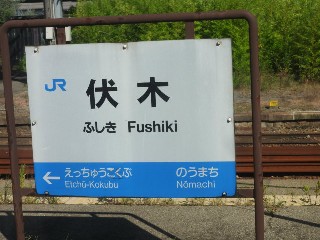 JR
伏木
ふしき Fushiki
← えっちゅうこくぶ のうまち
Etchū-Kokubu Nōmachi